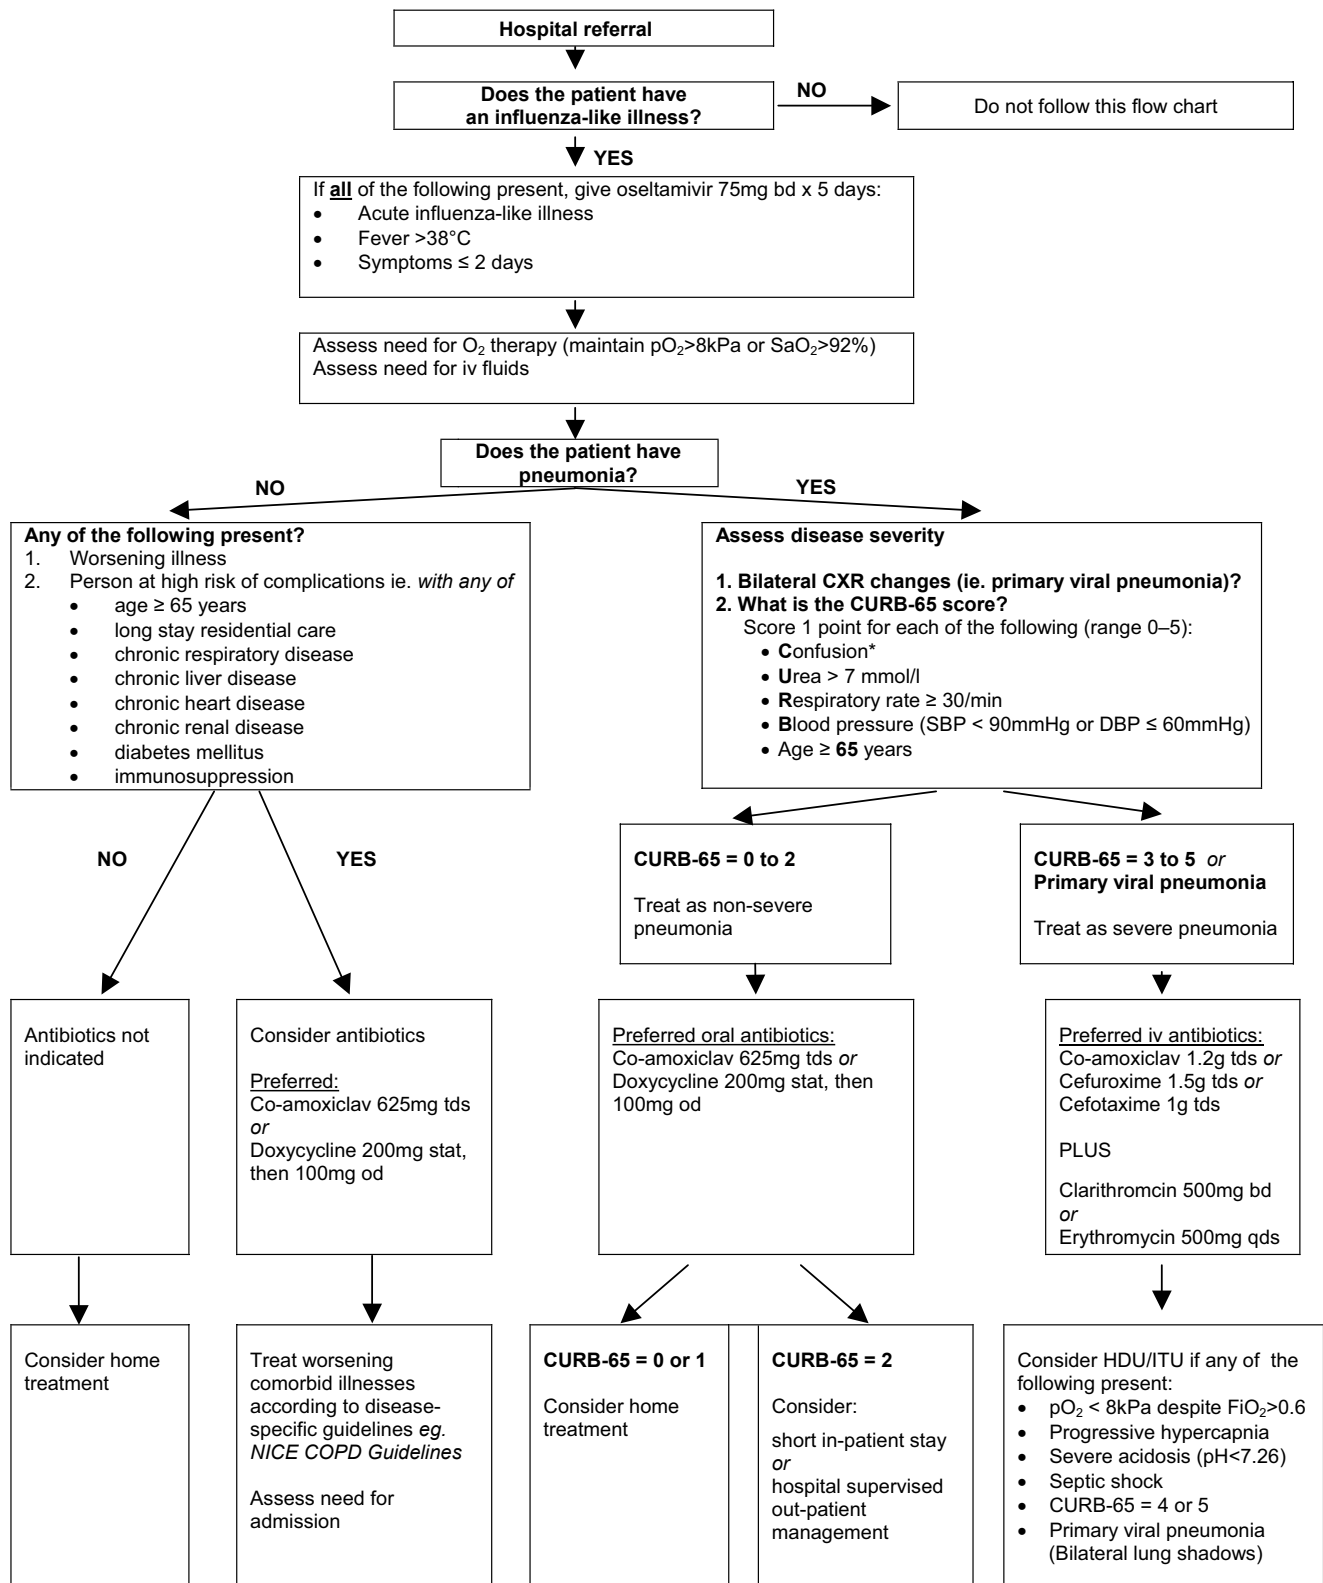 Hospital referral
Does the patient have
an influenza-like illness?
NO
Do not follow this flow chart
YES
If all of the following present, give oseltamivir 75mg bd x 5 days:
• Acute influenza-like illness
• Fever >38°C
• Symptoms ≤ 2 days
Assess need for O₂ therapy (maintain pO₂>8kPa or SaO₂>92%)
Assess need for iv fluids
Does the patient have
pneumonia?
NO
YES
Any of the following present?
1. Worsening illness
2. Person at high risk of complications ie. with any of
• age ≥ 65 years
• long stay residential care
• chronic respiratory disease
• chronic liver disease
• chronic heart disease
• chronic renal disease
• diabetes mellitus
• immunosuppression
Assess disease severity
1. Bilateral CXR changes (ie. primary viral pneumonia)?
2. What is the CURB-65 score?
Score 1 point for each of the following (range 0–5):
• Confusion*
• Urea > 7 mmol/l
• Respiratory rate ≥ 30/min
• Blood pressure (SBP < 90mmHg or DBP ≤ 60mmHg)
• Age ≥ 65 years
NO
YES
CURB-65 = 0 to 2
Treat as non-severe
pneumonia
CURB-65 = 3 to 5 or
Primary viral pneumonia
Treat as severe pneumonia
Antibiotics not
indicated
Consider antibiotics
Preferred:
Co-amoxiclav 625mg tds
or
Doxycycline 200mg stat,
then 100mg od
Preferred oral antibiotics:
Co-amoxiclav 625mg tds or
Doxycycline 200mg stat, then
100mg od
Preferred iv antibiotics:
Co-amoxiclav 1.2g tds or
Cefuroxime 1.5g tds or
Cefotaxime 1g tds
PLUS
Clarithromcin 500mg bd
or
Erythromycin 500mg qds
Consider home
treatment
Treat worsening
comorbid illnesses
according to disease-
specific guidelines eg.
NICE COPD Guidelines
Assess need for
admission
CURB-65 = 0 or 1
Consider home
treatment
CURB-65 = 2
Consider:
short in-patient stay
or
hospital supervised
out-patient
management
Consider HDU/ITU if any of the
following present:
• pO₂ < 8kPa despite FiO₂>0.6
• Progressive hypercapnia
• Severe acidosis (pH<7.26)
• Septic shock
• CURB-65 = 4 or 5
• Primary viral pneumonia
(Bilateral lung shadows)